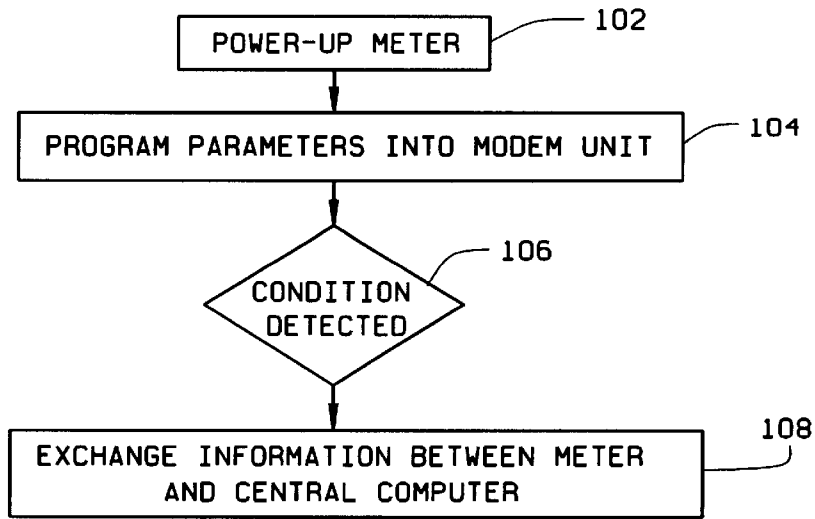 POWER-UP METER
102
PROGRAM PARAMETERS INTO MODEM UNIT
104
CONDITION
DETECTED
106
EXCHANGE INFORMATION BETWEEN METER
AND CENTRAL COMPUTER
108